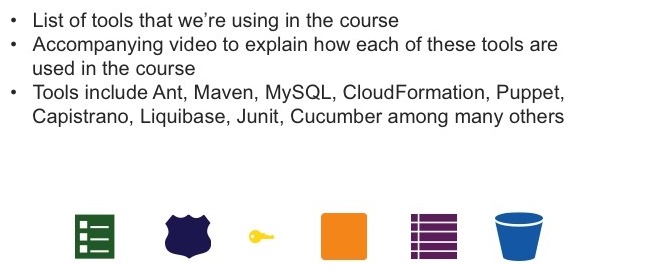 • List of tools that we're using in the course
• Accompanying video to explain how each of these tools are
used in the course
• Tools include Ant, Maven, MySQL, CloudFormation, Puppet,
Capistrano, Liquibase, Junit, Cucumber among many others